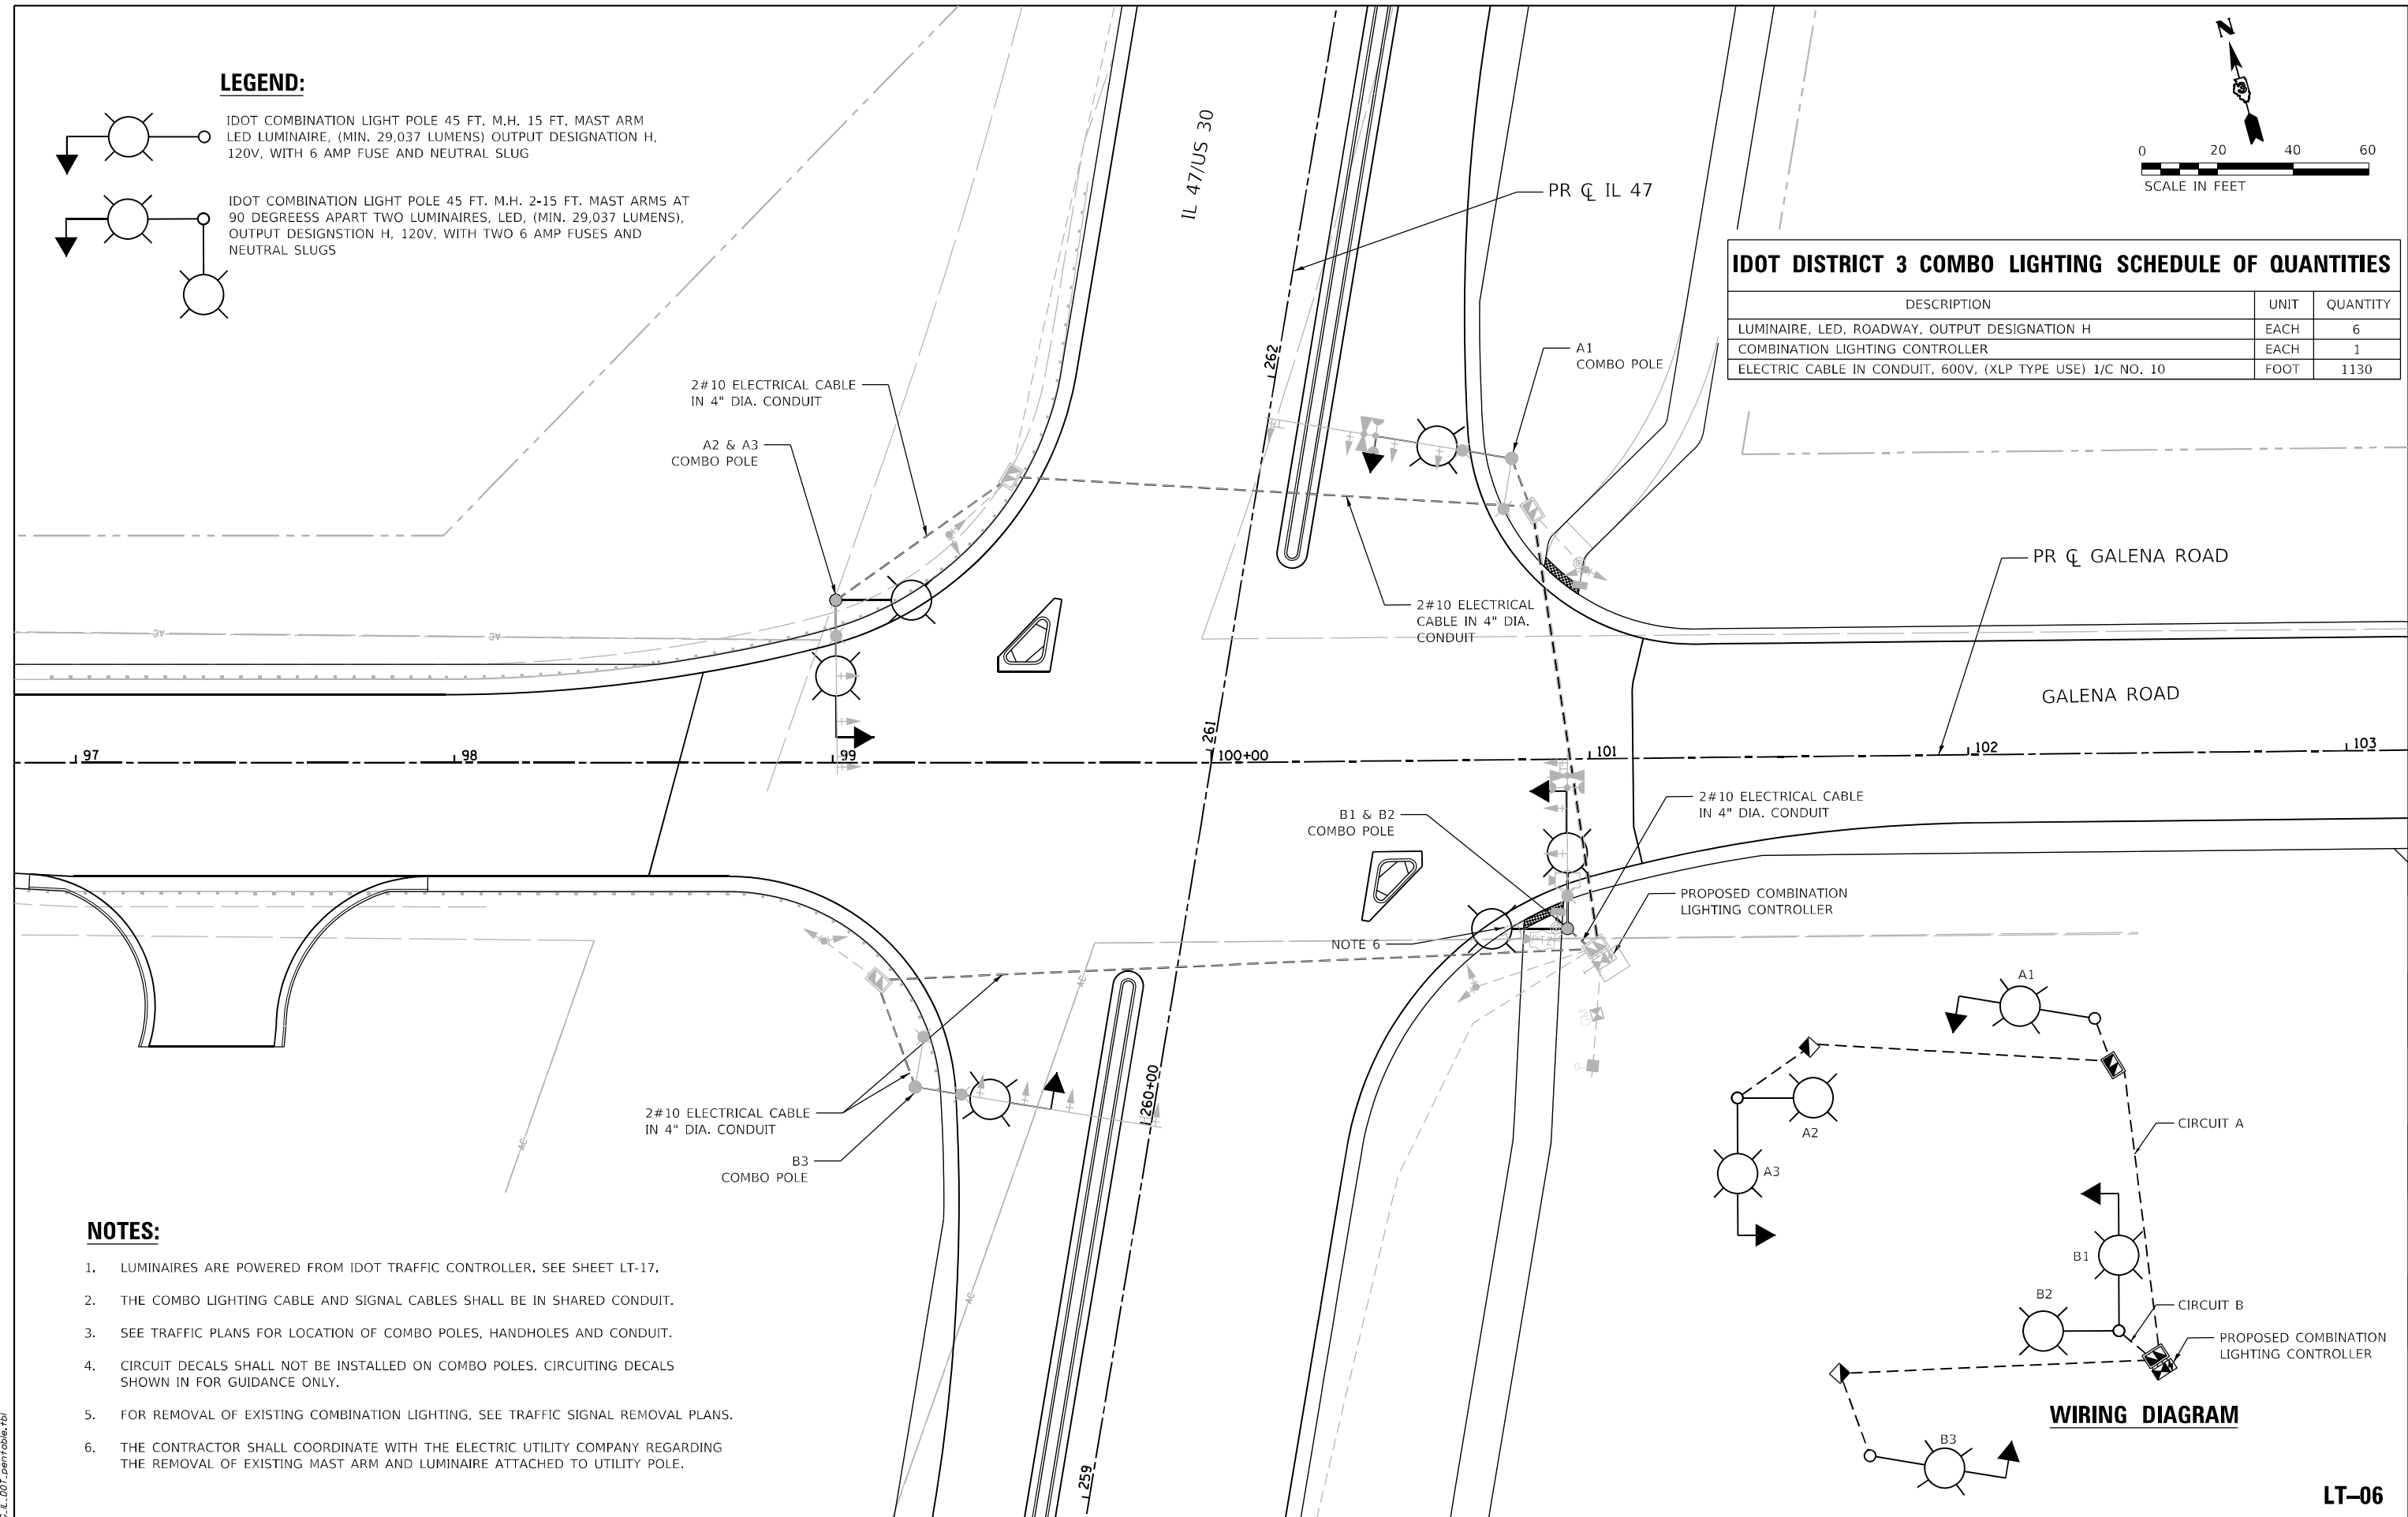 LEGEND:
IDOT COMBINATION LIGHT POLE 45 FT. M.H. 15 FT. MAST ARM
LED LUMINAIRE, (MIN. 29,037 LUMENS) OUTPUT DESIGNATION H,
120V, WITH 6 AMP FUSE AND NEUTRAL SLUG
IDOT COMBINATION LIGHT POLE 45 FT. M.H. 2-15 FT. MAST ARMS AT
90 DEGREESS APART TWO LUMINAIRES, LED, (MIN. 29,037 LUMENS),
OUTPUT DESIGNSTION H, 120V, WITH TWO 6 AMP FUSES AND
NEUTRAL SLUGS
IL 47/US 30
PR ℄ IL 47
N
3
0 20 40 60
SCALE IN FEET
IDOT DISTRICT 3 COMBO LIGHTING SCHEDULE OF QUANTITIES
DESCRIPTION UNIT QUANTITY
LUMINAIRE, LED, ROADWAY, OUTPUT DESIGNATION H EACH 6
COMBINATION LIGHTING CONTROLLER EACH 1
ELECTRIC CABLE IN CONDUIT, 600V, (XLP TYPE USE) 1/C NO. 10 FOOT 1130
262
A1
COMBO POLE
2#10 ELECTRICAL CABLE
IN 4" DIA. CONDUIT
A2 & A3
COMBO POLE
PR ℄ GALENA ROAD
2#10 ELECTRICAL
CABLE IN 4" DIA.
CONDUIT
AC
AC
GALENA ROAD
97
98
99
261
100+00
101
102
103
2#10 ELECTRICAL CABLE
IN 4" DIA. CONDUIT
B1 & B2
COMBO POLE
PROPOSED COMBINATION
LIGHTING CONTROLLER
NOTE 6
PTZ
AC
CM
P
260+00
2#10 ELECTRICAL CABLE
IN 4" DIA. CONDUIT
AC
B3
COMBO POLE
AC
259
A1
A2
A3
CIRCUIT A
B1
B2
CIRCUIT B
PROPOSED COMBINATION
LIGHTING CONTROLLER
B3
WIRING DIAGRAM
NOTES:
1. LUMINAIRES ARE POWERED FROM IDOT TRAFFIC CONTROLLER. SEE SHEET LT-17.
2. THE COMBO LIGHTING CABLE AND SIGNAL CABLES SHALL BE IN SHARED CONDUIT.
3. SEE TRAFFIC PLANS FOR LOCATION OF COMBO POLES, HANDHOLES AND CONDUIT.
4. CIRCUIT DECALS SHALL NOT BE INSTALLED ON COMBO POLES. CIRCUITING DECALS
SHOWN IN FOR GUIDANCE ONLY.
5. FOR REMOVAL OF EXISTING COMBINATION LIGHTING, SEE TRAFFIC SIGNAL REMOVAL PLANS.
6. THE CONTRACTOR SHALL COORDINATE WITH THE ELECTRIC UTILITY COMPANY REGARDING
THE REMOVAL OF EXISTING MAST ARM AND LUMINAIRE ATTACHED TO UTILITY POLE.
LT–06